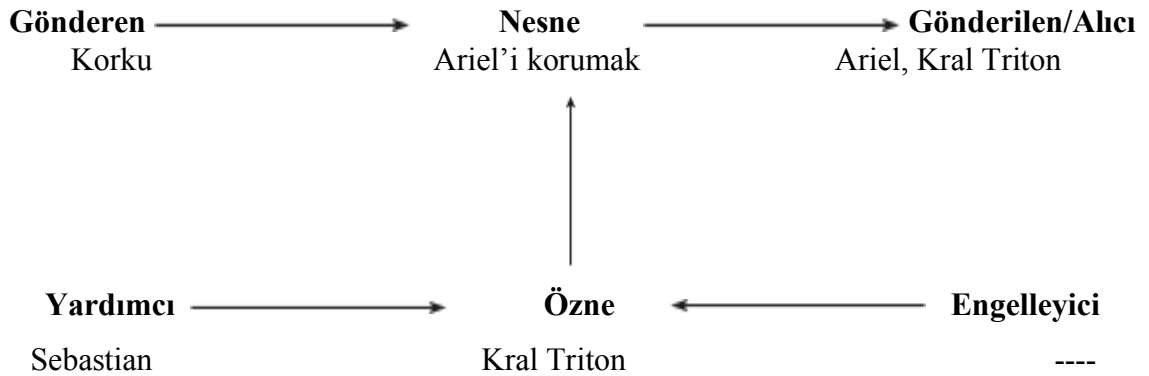 Gönderen Nesne Gönderilen/Alıcı
Korku Ariel’i korumak Ariel, Kral Triton
Yardımcı Özne Engelleyici
Sebastian Kral Triton ----